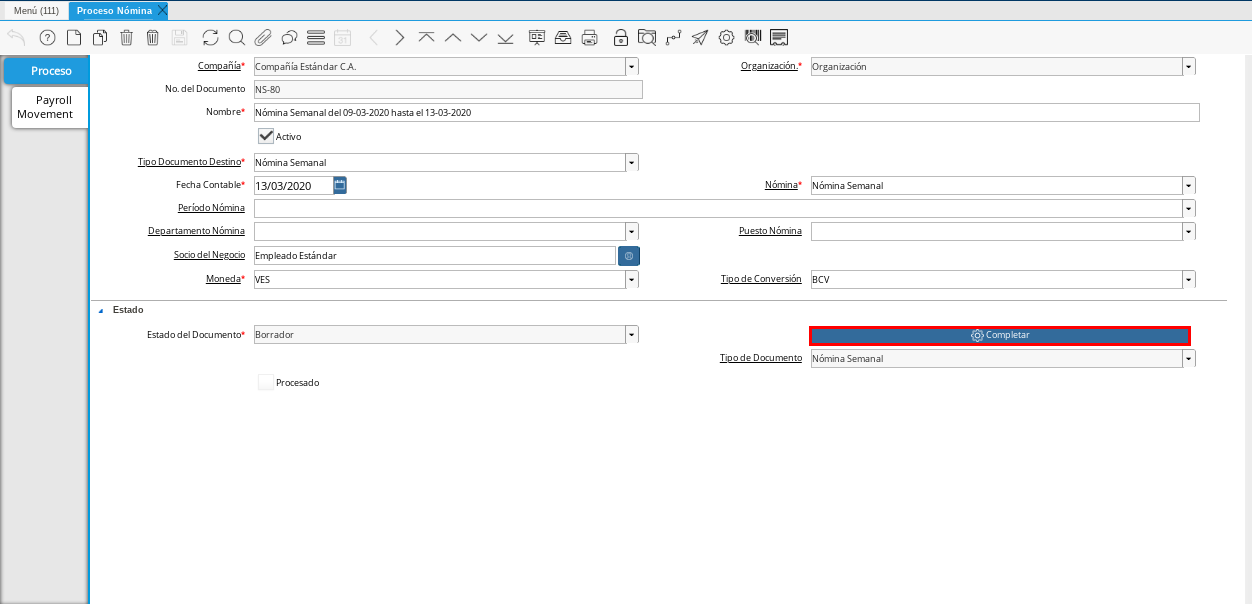 Menú (111) Proceso Nómina
Proceso
Payroll
Movement
Compañía* Compañía Estándar C.A. Organización.* Organización
No. del Documento NS-80
Nombre* Nómina Semanal del 09-03-2020 hasta el 13-03-2020
Activo
Tipo Documento Destino* Nómina Semanal
Fecha Contable* 13/03/2020 Nómina* Nómina Semanal
Período Nómina
Departamento Nómina Puesto Nómina
Socio del Negocio Empleado Estándar
Moneda* VES Tipo de Conversión BCV
Estado
Estado del Documento* Borrador Completar
Tipo de Documento Nómina Semanal
Procesado